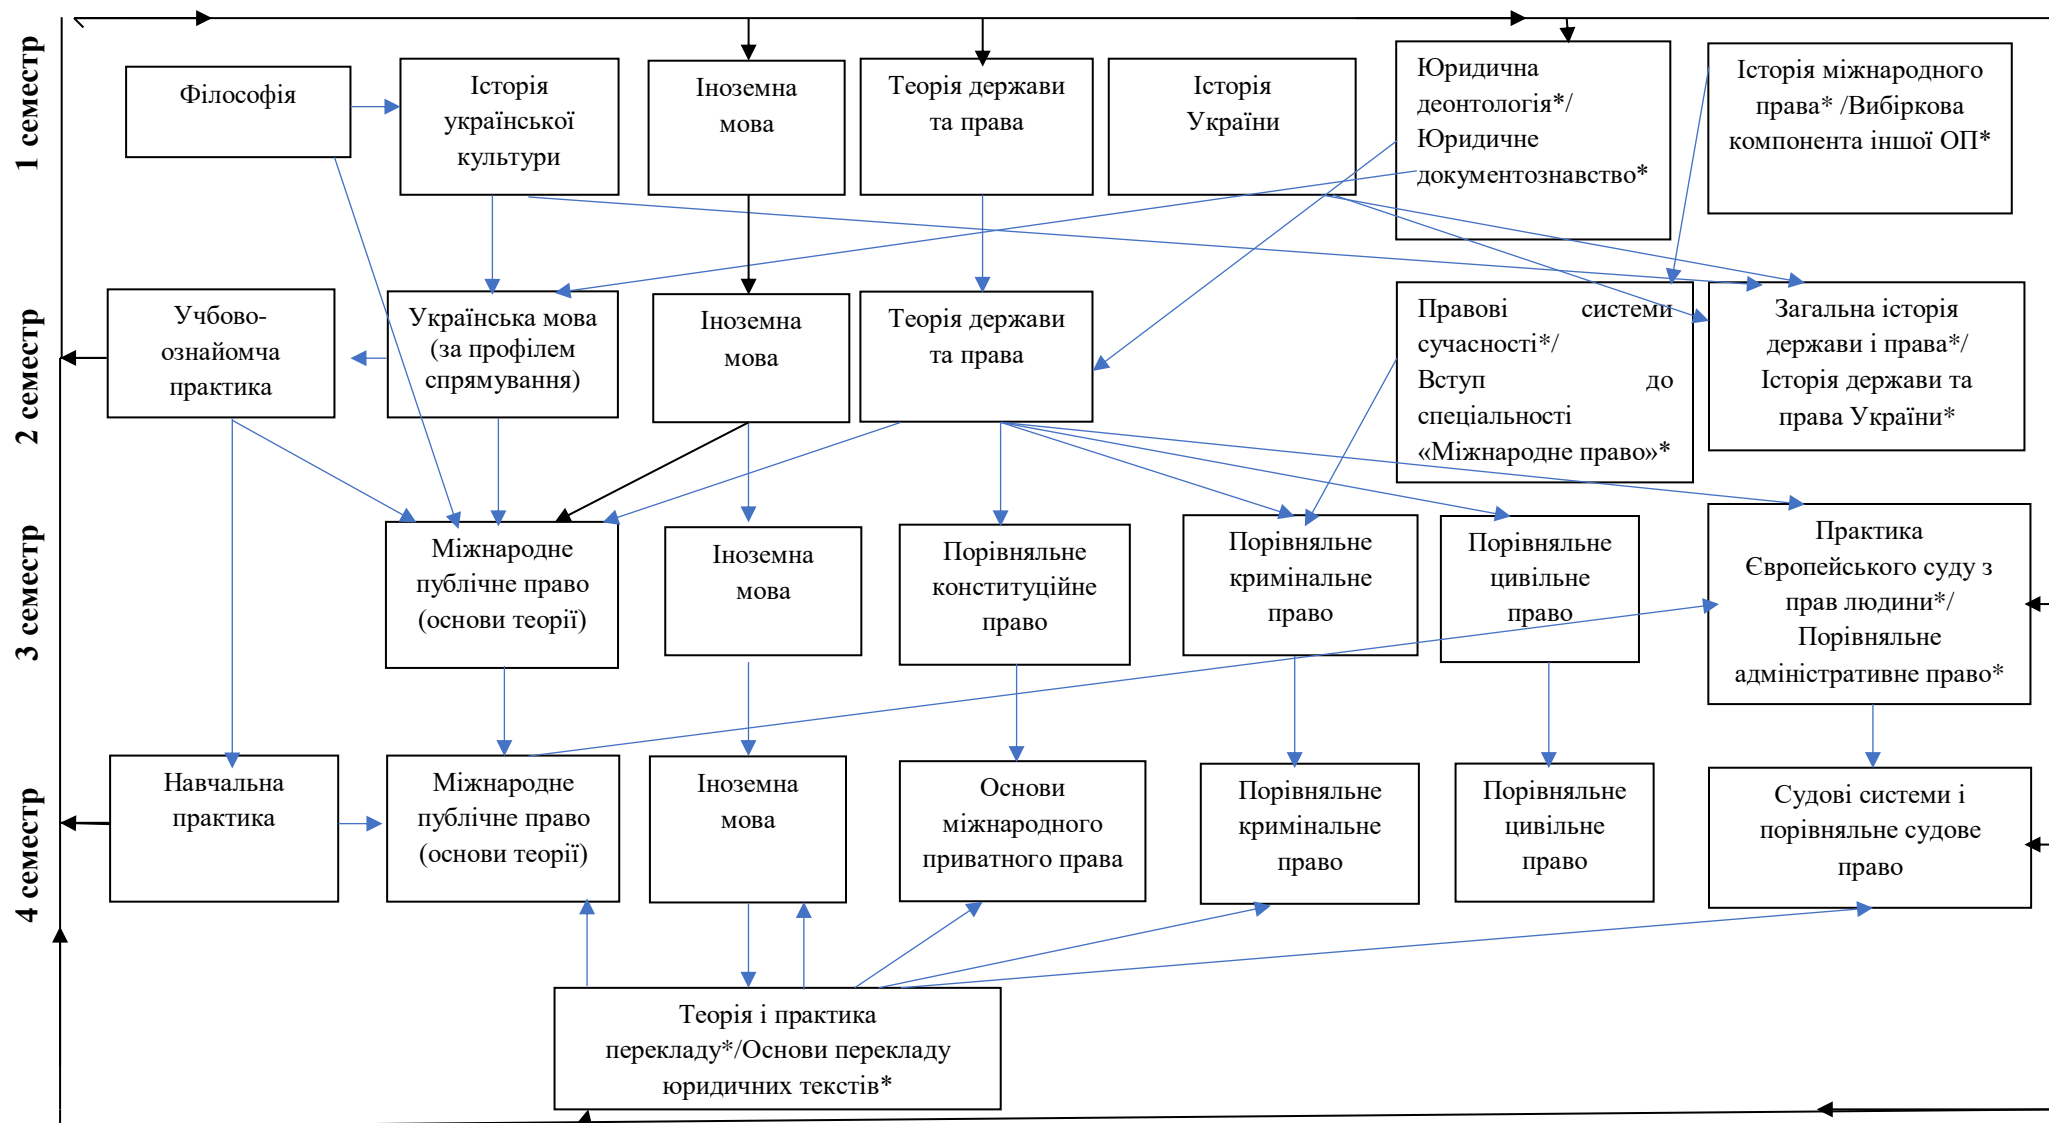 1 семестр
Філософія
Історія
української
культури
Іноземна
мова
Теорія держави
та права
Історія
України
Юридична
деонтологія*/
Юридичне
документознавство*
Історія міжнародного
права* /Вибіркова
компонента іншої ОП*
2 семестр
Учбово-
ознайомча
практика
Українська мова
(за профілем
спрямування)
Іноземна
мова
Теорія держави
та права
Правові системи
сучасності*/
Вступ до
спеціальності
«Міжнародне право»*
Загальна історія
держави і права*/
Історія держави та
права України*
3 семестр
Міжнародне
публічне право
(основи теорії)
Іноземна
мова
Порівняльне
конституційне
право
Порівняльне
кримінальне
право
Порівняльне
цивільне
право
Практика
Європейського суду з
прав людини*/
Порівняльне
адміністративне право*
4 семестр
Навчальна
практика
Міжнародне
публічне право
(основи теорії)
Іноземна
мова
Основи
міжнародного
приватного права
Порівняльне
кримінальне
право
Порівняльне
цивільне
право
Судові системи і
порівняльне судове
право
Теорія і практика
перекладу*/Основи перекладу
юридичних текстів*